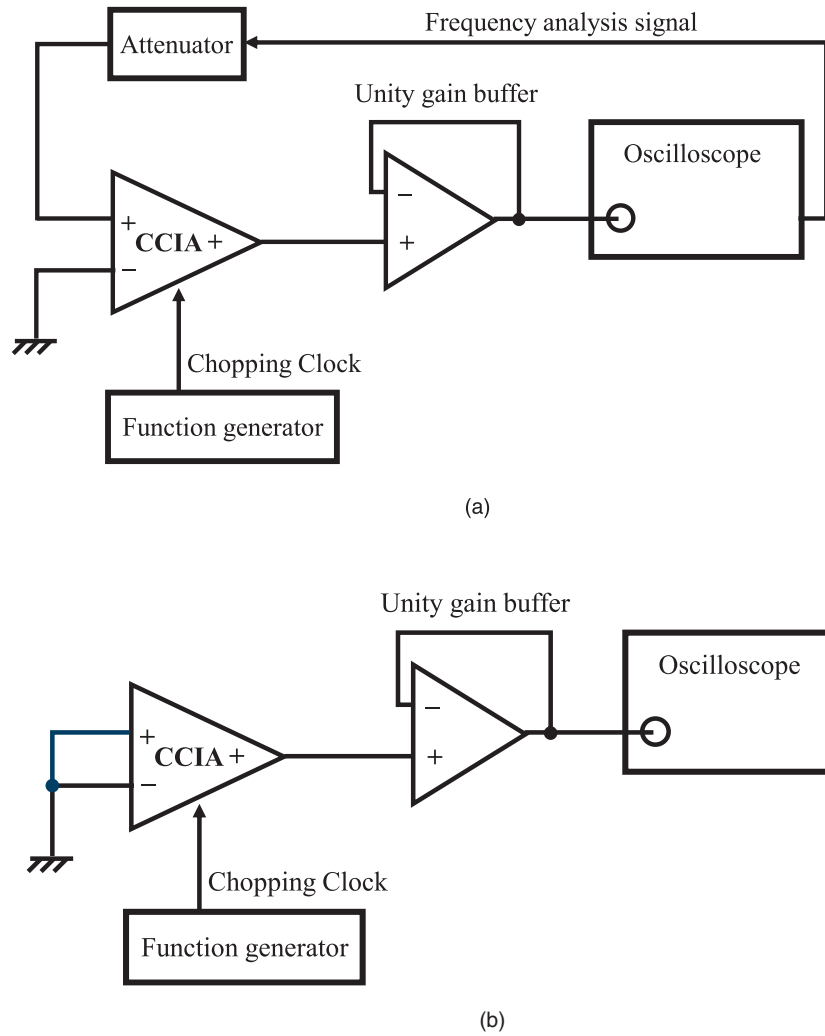 Frequency analysis signal
Attenuator
Unity gain buffer
Oscilloscope
+
CCIA +
−
−
+
Chopping Clock
Function generator
(a)
Unity gain buffer
Oscilloscope
+
CCIA +
−
−
+
Chopping Clock
Function generator
(b)